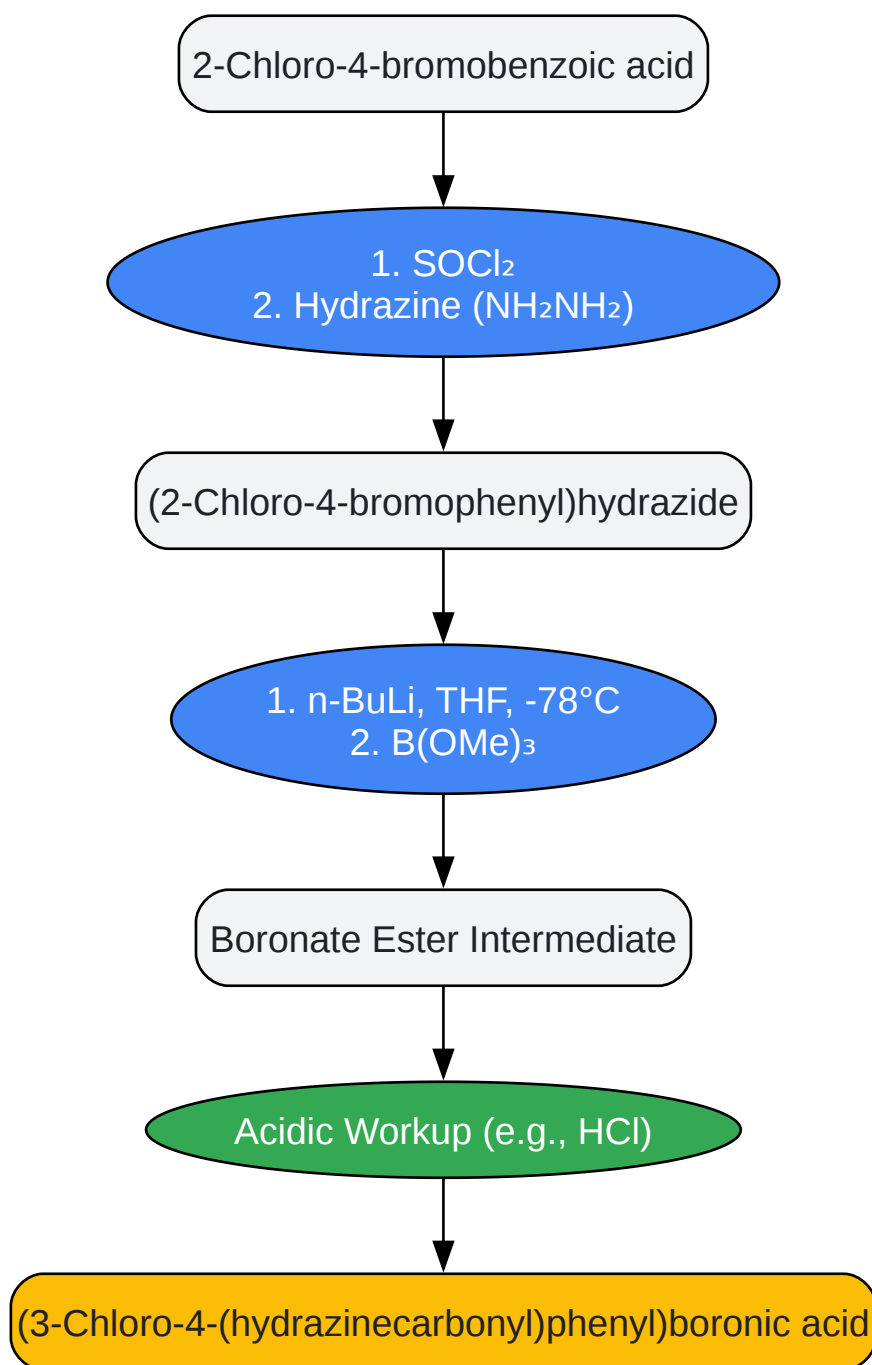 2-Chloro-4-bromobenzoic acid
1. SOCl₂
2. Hydrazine (NH₂NH₂)
(2-Chloro-4-bromophenyl)hydrazide
1. n-BuLi, THF, -78°C
2. B(OMe)₃
Boronate Ester Intermediate
Acidic Workup (e.g., HCl)
(3-Chloro-4-(hydrazinecarbonyl)phenyl)boronic acid